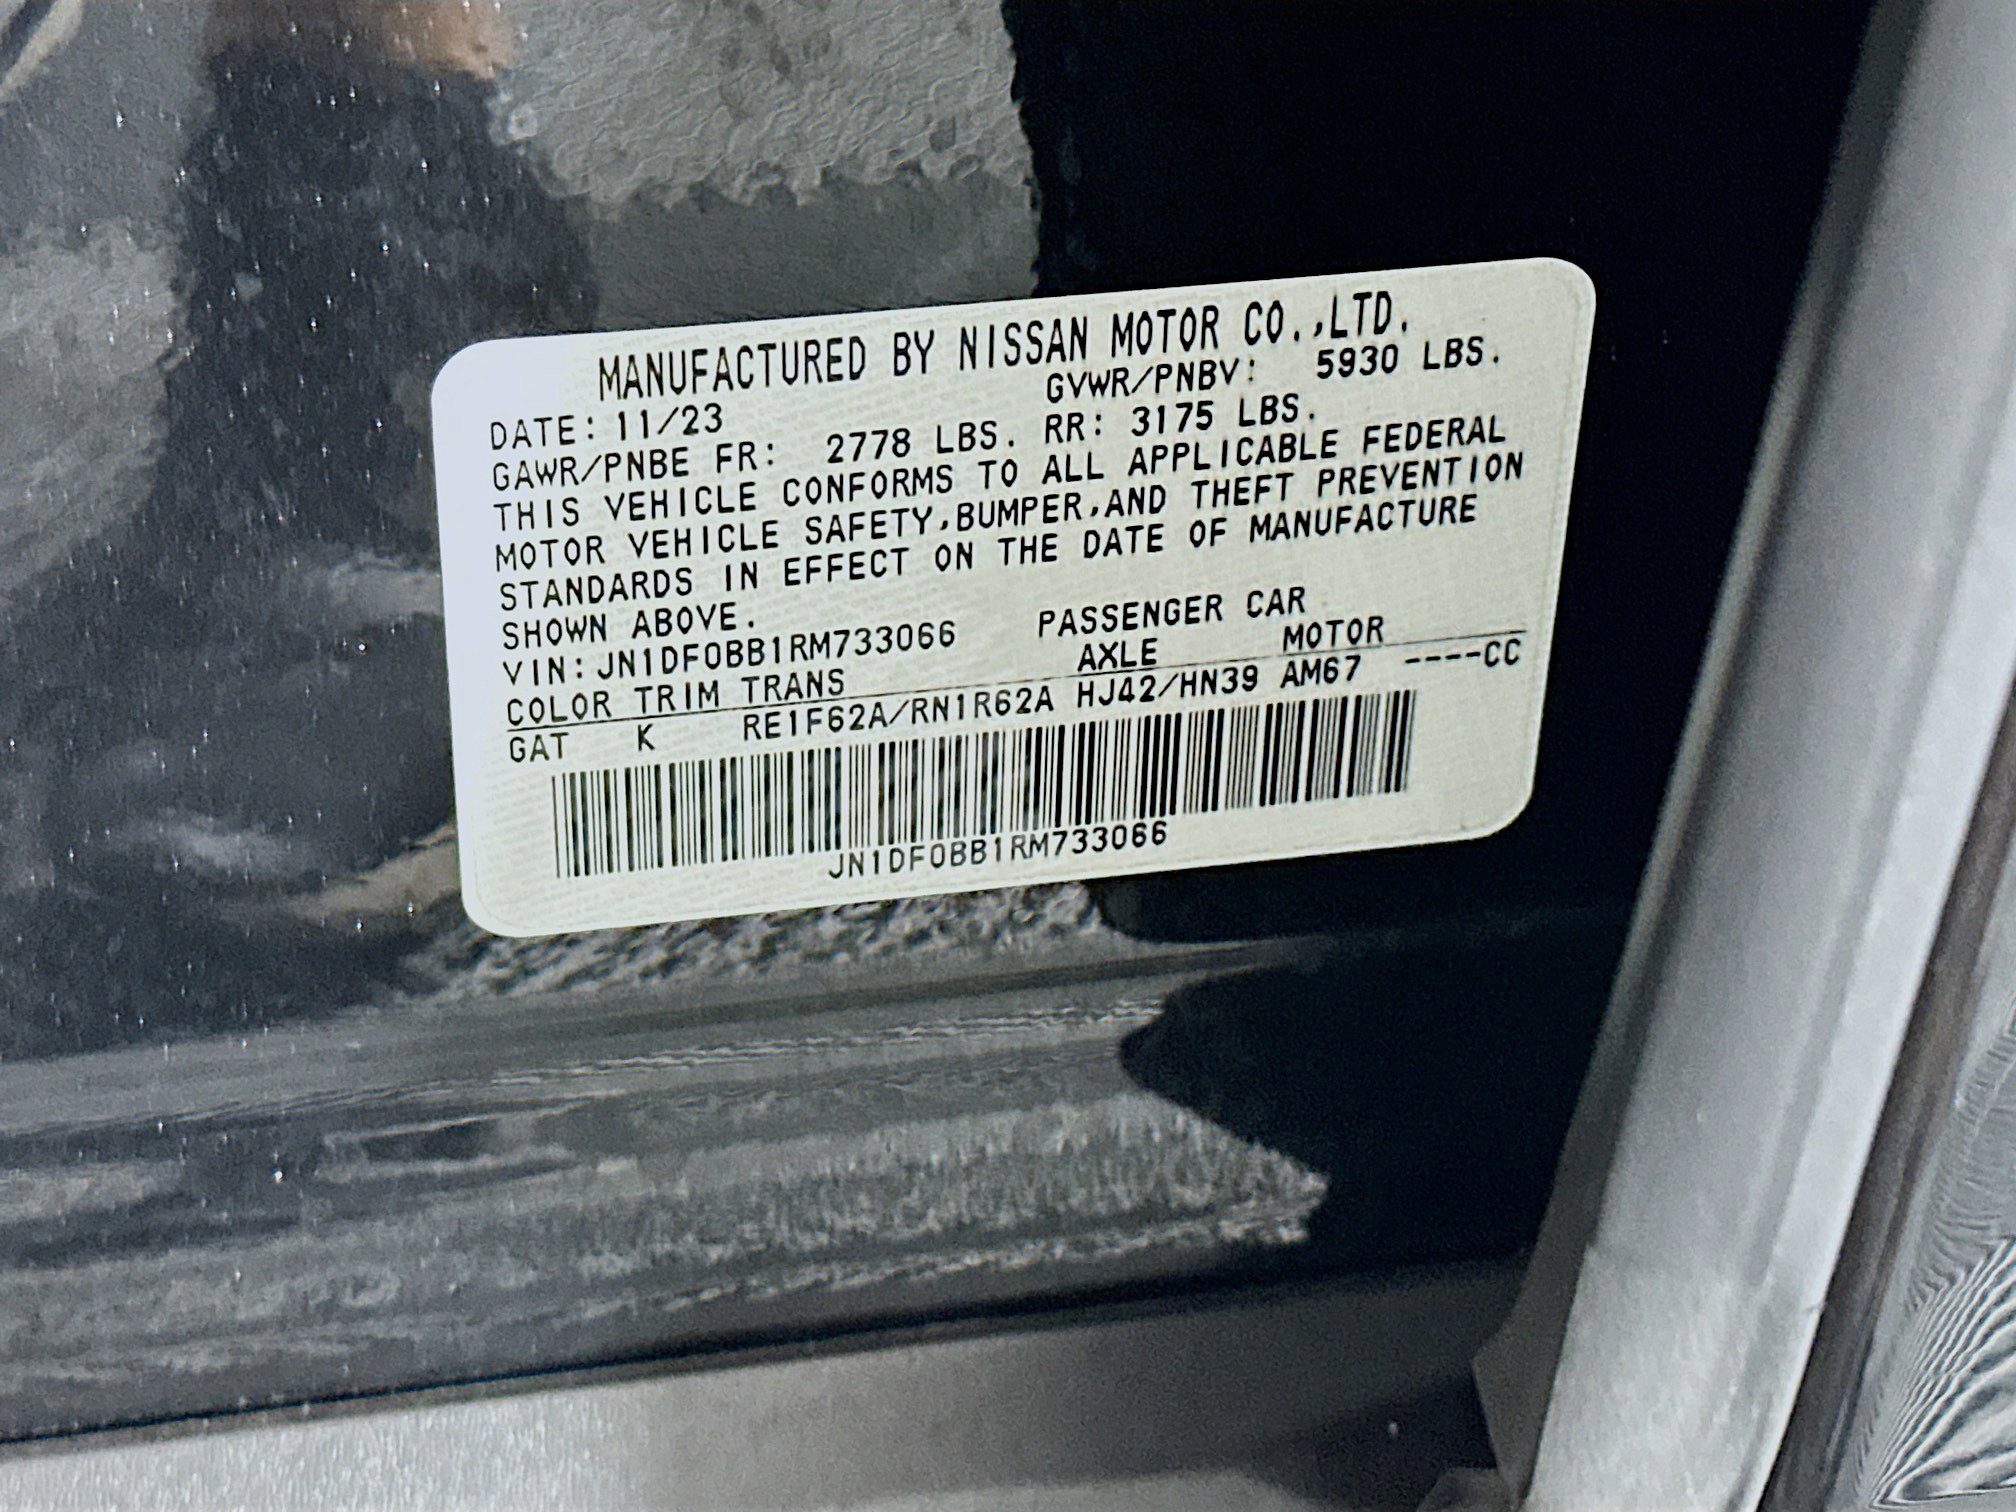 MANUFACTURED BY NISSAN MOTOR CO.,LTD.
DATE: 11/23 GVWR/PNBV: 5930 LBS.
GAWR/PNBE FR: 2778 LBS. RR: 3175 LBS.
THIS VEHICLE CONFORMS TO ALL APPLICABLE FEDERAL
MOTOR VEHICLE SAFETY,BUMPER,AND THEFT PREVENTION
STANDARDS IN EFFECT ON THE DATE OF MANUFACTURE
SHOWN ABOVE.
VIN: JN1DF0BB1RM733066 PASSENGER CAR
COLOR TRIM TRANS AXLE MOTOR
GAT K RE1F62A/RN1R62A HJ42/HN39 AM67 ----CC
JN1DF0BB1RM733066